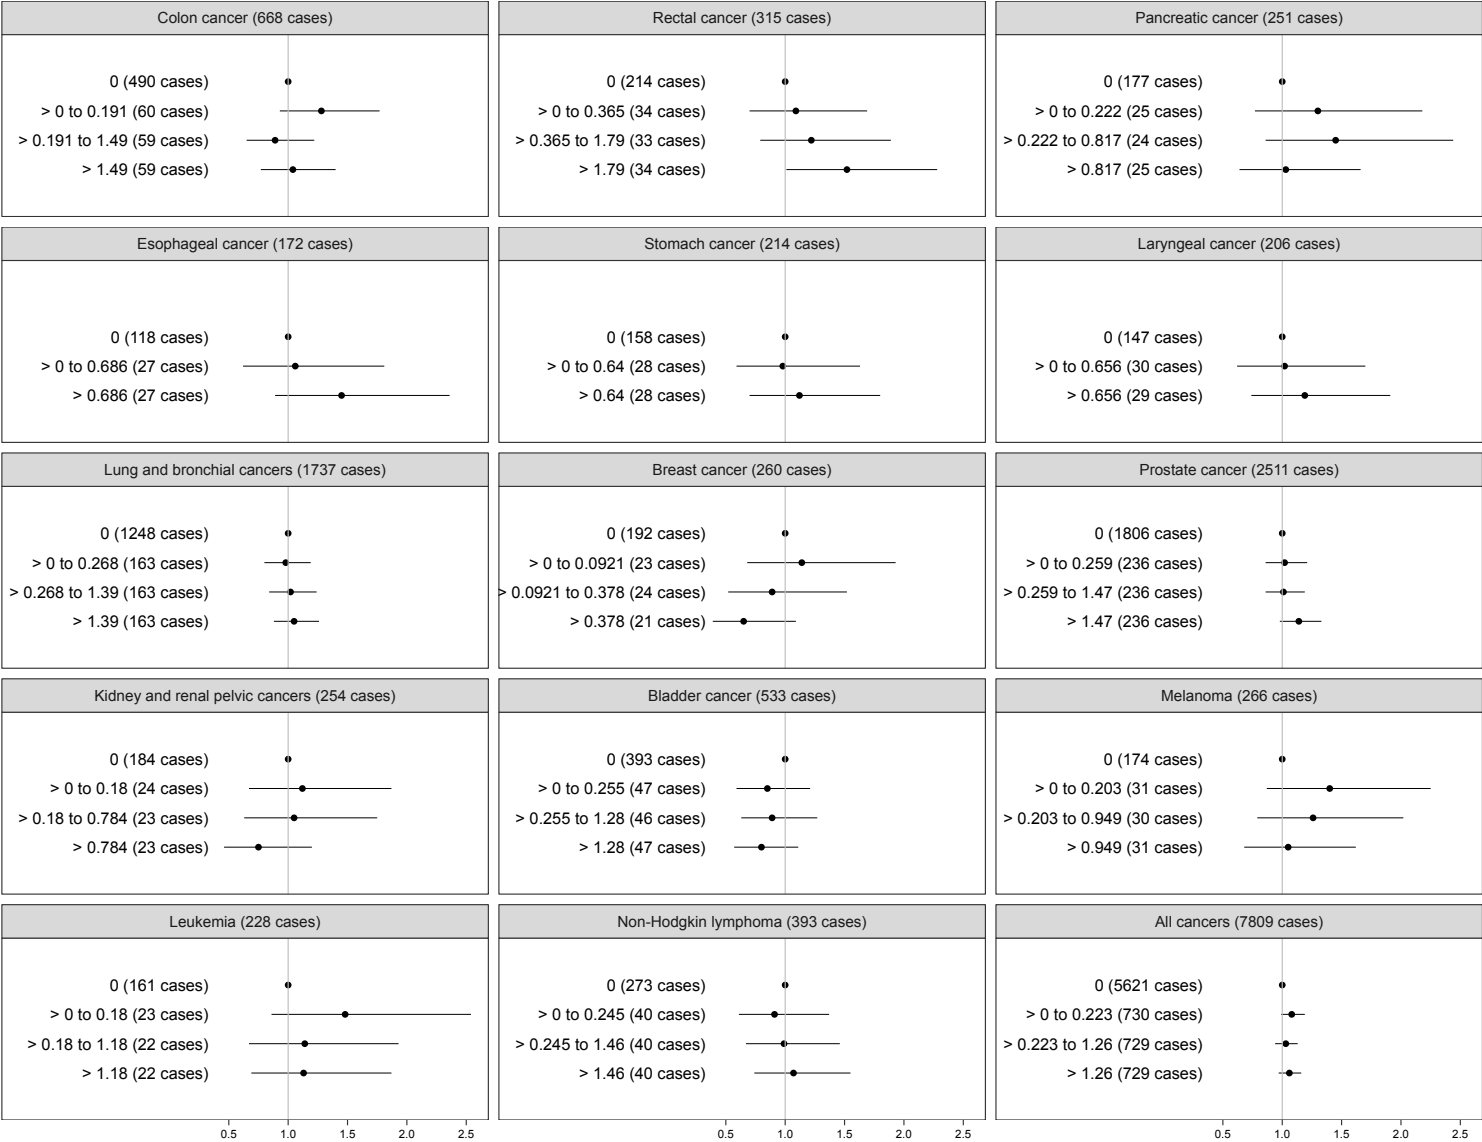 Colon cancer (668 cases)
0 (490 cases)
> 0 to 0.191 (60 cases)
> 0.191 to 1.49 (59 cases)
> 1.49 (59 cases)
Rectal cancer (315 cases)
0 (214 cases)
> 0 to 0.365 (34 cases)
> 0.365 to 1.79 (33 cases)
> 1.79 (34 cases)
Pancreatic cancer (251 cases)
0 (177 cases)
> 0 to 0.222 (25 cases)
> 0.222 to 0.817 (24 cases)
> 0.817 (25 cases)
Esophageal cancer (172 cases)
0 (118 cases)
> 0 to 0.686 (27 cases)
> 0.686 (27 cases)
Stomach cancer (214 cases)
0 (158 cases)
> 0 to 0.64 (28 cases)
> 0.64 (28 cases)
Laryngeal cancer (206 cases)
0 (147 cases)
> 0 to 0.656 (30 cases)
> 0.656 (29 cases)
Lung and bronchial cancers (1737 cases)
0 (1248 cases)
> 0 to 0.268 (163 cases)
> 0.268 to 1.39 (163 cases)
> 1.39 (163 cases)
Breast cancer (260 cases)
0 (192 cases)
> 0 to 0.0921 (23 cases)
> 0.0921 to 0.378 (24 cases)
> 0.378 (21 cases)
Prostate cancer (2511 cases)
0 (1806 cases)
> 0 to 0.259 (236 cases)
> 0.259 to 1.47 (236 cases)
> 1.47 (236 cases)
Kidney and renal pelvic cancers (254 cases)
0 (184 cases)
> 0 to 0.18 (24 cases)
> 0.18 to 0.784 (23 cases)
> 0.784 (23 cases)
Bladder cancer (533 cases)
0 (393 cases)
> 0 to 0.255 (47 cases)
> 0.255 to 1.28 (46 cases)
> 1.28 (47 cases)
Melanoma (266 cases)
0 (174 cases)
> 0 to 0.203 (31 cases)
> 0.203 to 0.949 (30 cases)
> 0.949 (31 cases)
Leukemia (228 cases)
0 (161 cases)
> 0 to 0.18 (23 cases)
> 0.18 to 1.18 (22 cases)
> 1.18 (22 cases)
0.5 1.0 1.5 2.0 2.5
Non-Hodgkin lymphoma (393 cases)
0 (273 cases)
> 0 to 0.245 (40 cases)
> 0.245 to 1.46 (40 cases)
> 1.46 (40 cases)
0.5 1.0 1.5 2.0 2.5
All cancers (7809 cases)
0 (5621 cases)
> 0 to 0.223 (730 cases)
> 0.223 to 1.26 (729 cases)
> 1.26 (729 cases)
0.5 1.0 1.5 2.0 2.5